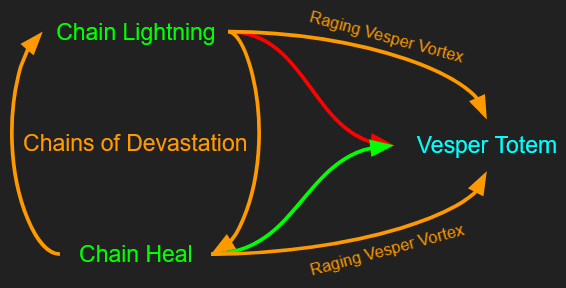 Chain Lightning
Raging Vesper Vortex
Chains of Devastation
Vesper Totem
Chain Heal
Raging Vesper Vortex